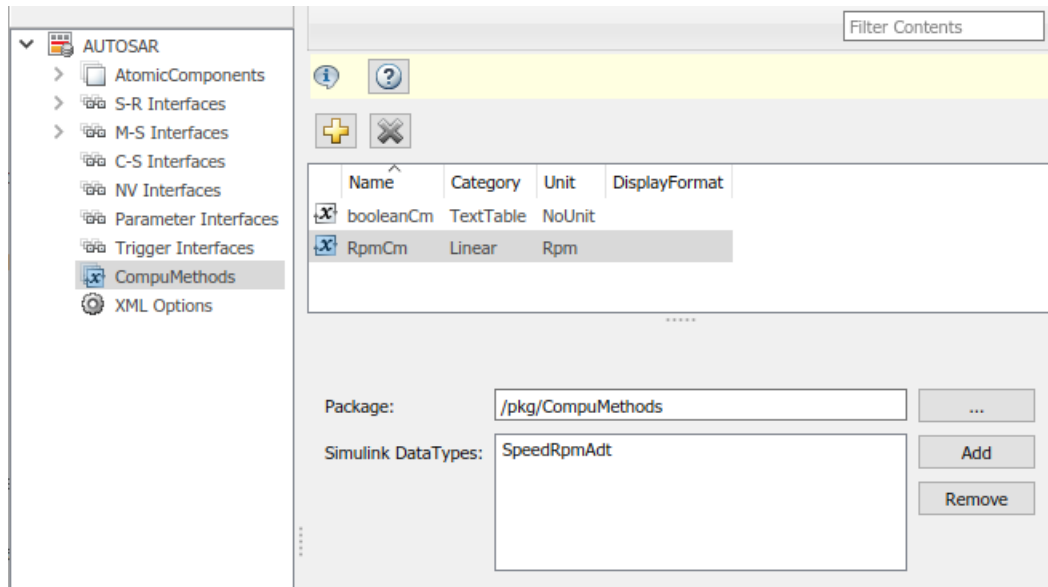 Filter Contents
AUTOSAR
AtomicComponents
S-R Interfaces
M-S Interfaces
C-S Interfaces
NV Interfaces
Parameter Interfaces
Trigger Interfaces
CompuMethods
XML Options
Name Category Unit DisplayFormat
booleanCm TextTable NoUnit
RpmCm Linear Rpm
Package: /pkg/CompuMethods ...
Simulink DataTypes: SpeedRpmAdt Add
Remove